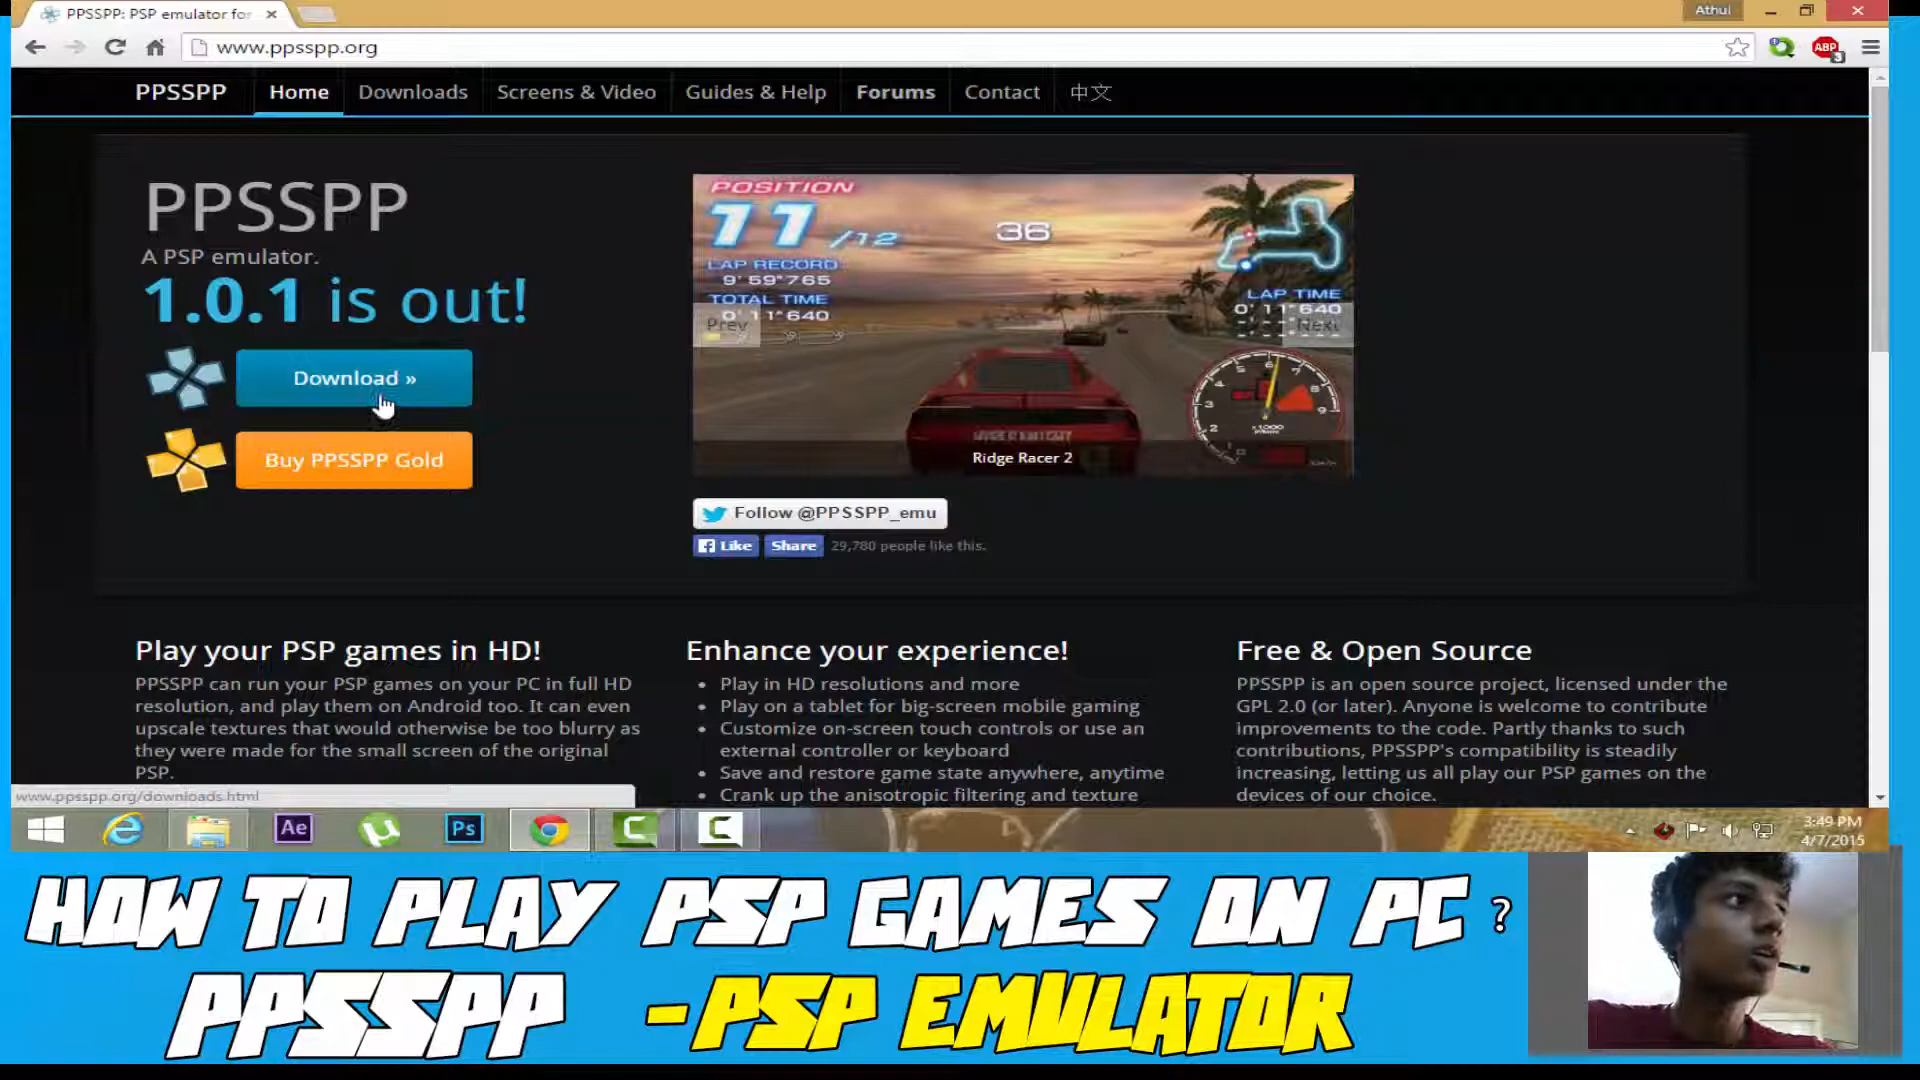 PPSSPP: PSP emulator for
Athul
www.ppsspp.org
ABP
3
PPSSPP
Home
Downloads
Screens & Video
Guides & Help
Forums
Contact
中文
PPSSPP
A PSP emulator.
1.0.1 is out!
Download »
Buy PPSSPP Gold
POSITION
11/12
36
LAP RECORD
9'59"765
TOTAL TIME
0'11"640
LAP TIME
0'11"640
Prev
Next
Ridge Racer 2
Follow @PPSSPP_emu
Like
Share
29,780 people like this.
Play your PSP games in HD!
PPSSPP can run your PSP games on your PC in full HD
resolution, and play them on Android too. It can even
upscale textures that would otherwise be too blurry as
they were made for the small screen of the original
PSP.
Enhance your experience!
Play in HD resolutions and more
Play on a tablet for big-screen mobile gaming
Customize on-screen touch controls or use an
external controller or keyboard
Save and restore game state anywhere, anytime
Crank up the anisotropic filtering and texture
Free & Open Source
PPSSPP is an open source project, licensed under the
GPL 2.0 (or later). Anyone is welcome to contribute
improvements to the code. Partly thanks to such
contributions, PPSSPP's compatibility is steadily
increasing, letting us all play our PSP games on the
devices of our choice.
www.ppsspp.org/downloads.html
Ae
Ps
3:49 PM
4/7/2015
HOW TO PLAY PSP GAMES ON PC ?
PPSSPP -PSP EMULATOR